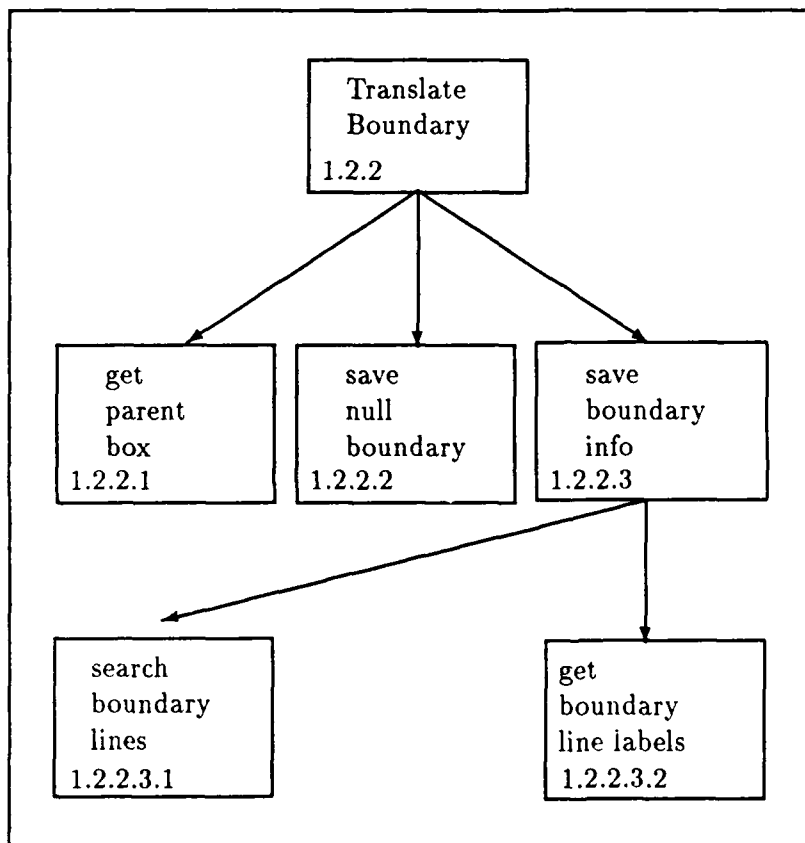 Translate
Boundary
1.2.2
get
parent
box
1.2.2.1
save
null
boundary
1.2.2.2
save
boundary
info
1.2.2.3
search
boundary
lines
1.2.2.3.1
get
boundary
line labels
1.2.2.3.2